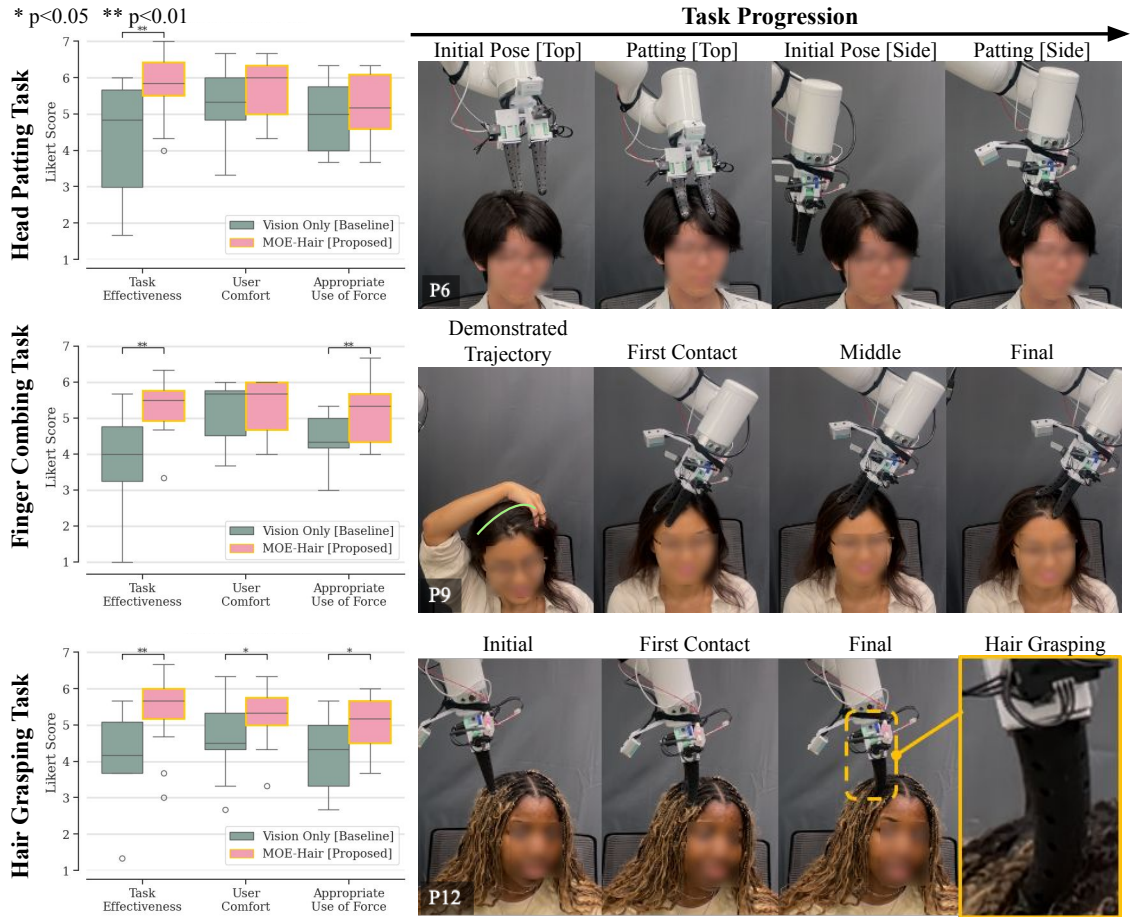 * p<0.05 ** p<0.01
Task Progression
Head Patting Task
Likert Score
7
6
5
4
3
2
1
**
Vision Only [Baseline]
MOE-Hair [Proposed]
Task
Effectiveness
User
Comfort
Appropriate
Use of Force
Initial Pose [Top]
Patting [Top]
Initial Pose [Side]
Patting [Side]
P6
Finger Combing Task
Likert Score
7
6
5
4
3
2
1
**
**
Vision Only [Baseline]
MOE-Hair [Proposed]
Task
Effectiveness
User
Comfort
Appropriate
Use of Force
Demonstrated
Trajectory
First Contact
Middle
Final
P9
Hair Grasping Task
Likert Score
7
6
5
4
3
2
1
**
*
*
Vision Only [Baseline]
MOE-Hair [Proposed]
Task
Effectiveness
User
Comfort
Appropriate
Use of Force
Initial
First Contact
Final
Hair Grasping
P12